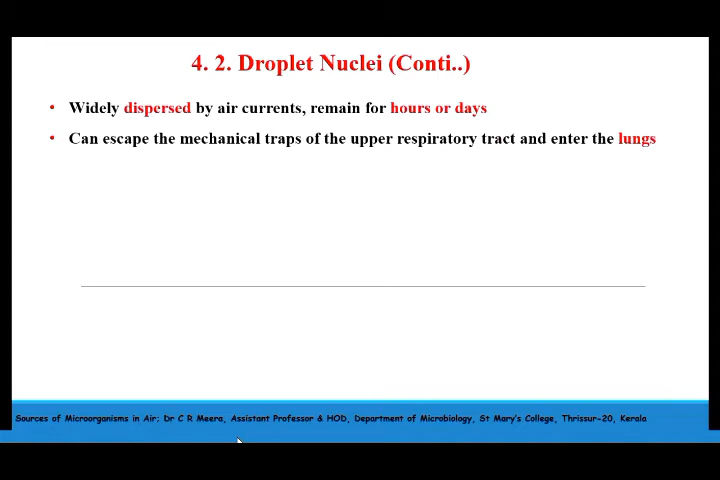 4. 2. Droplet Nuclei (Conti..)
• Widely dispersed by air currents, remain for hours or days
• Can escape the mechanical traps of the upper respiratory tract and enter the lungs
Sources of Microorganisms in Air; Dr C R Meera, Assistant Professor & HOD, Department of Microbiology, St Mary's College, Thrissur-20, Kerala